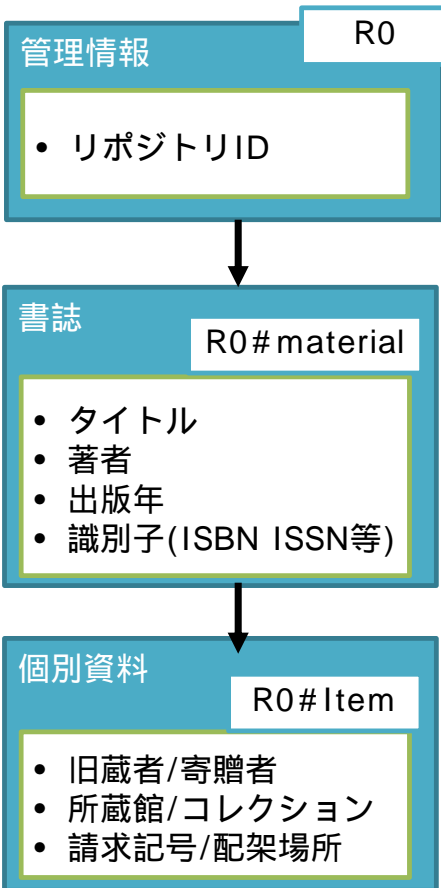 管理情報
R0
• リポジトリID
書誌
R0#material
• タイトル
• 著者
• 出版年
• 識別子(ISBN ISSN等)
個別資料
R0#Item
• 旧蔵者/寄贈者
• 所蔵館/コレクション
• 請求記号/配架場所